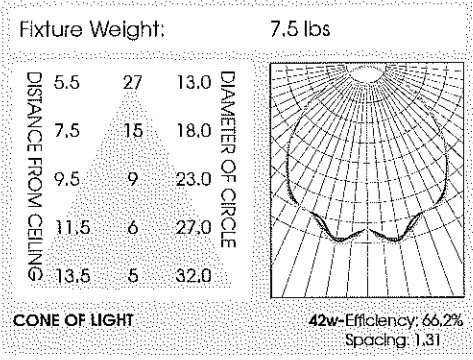 Fixture Weight: 7.5 lbs
DISTANCE FROM CEILING
5.5 27 13.0
7.5 15 18.0
9.5 9 23.0
11.5 6 27.0
13.5 5 32.0
DIAMETER OF CIRCLE
CONE OF LIGHT
42w-Efficiency: 66.2%
Spacing: 1.31